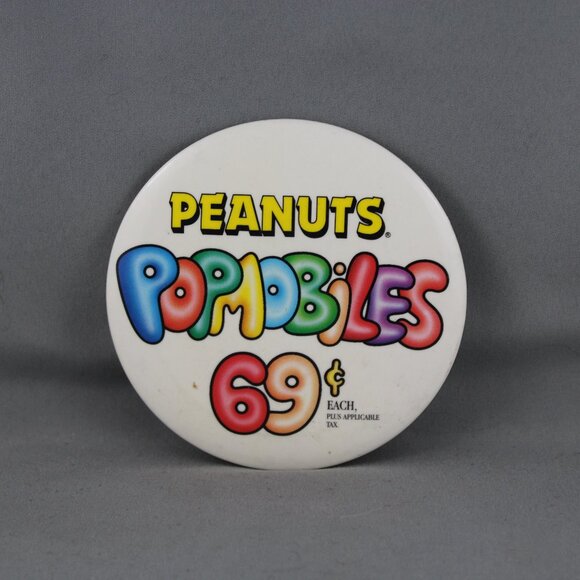 PEANUTS®
POPMOBiLES
69¢
EACH,
PLUS APPLICABLE
TAX.